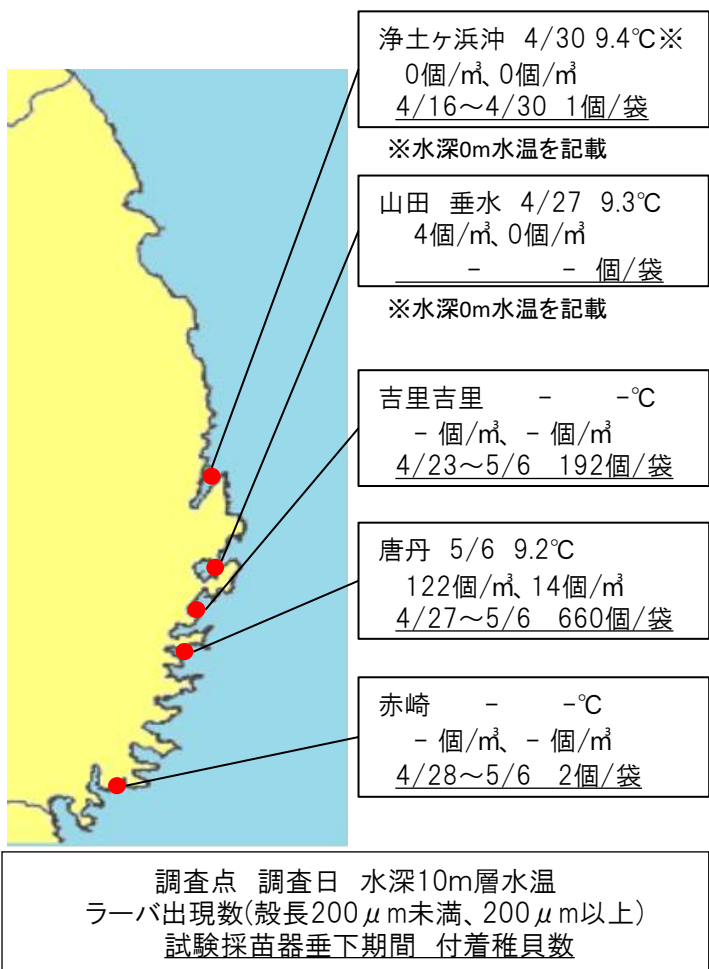 浄土ヶ浜沖 4/30 9.4℃※
0個/㎥、0個/㎥
4/16～4/30 1個/袋
※水深0m水温を記載
山田 垂水 4/27 9.3℃
4個/㎥、0個/㎥
- - 個/袋
※水深0m水温を記載
吉里吉里 - -℃
- 個/㎥、- 個/㎥
4/23～5/6 192個/袋
唐丹 5/6 9.2℃
122個/㎥、14個/㎥
4/27～5/6 660個/袋
赤崎 - -℃
- 個/㎥、- 個/㎥
4/28～5/6 2個/袋
調査点 調査日 水深10m層水温
ラーバ出現数(殻長200μm未満、200μm以上)
試験採苗器垂下期間 付着稚貝数